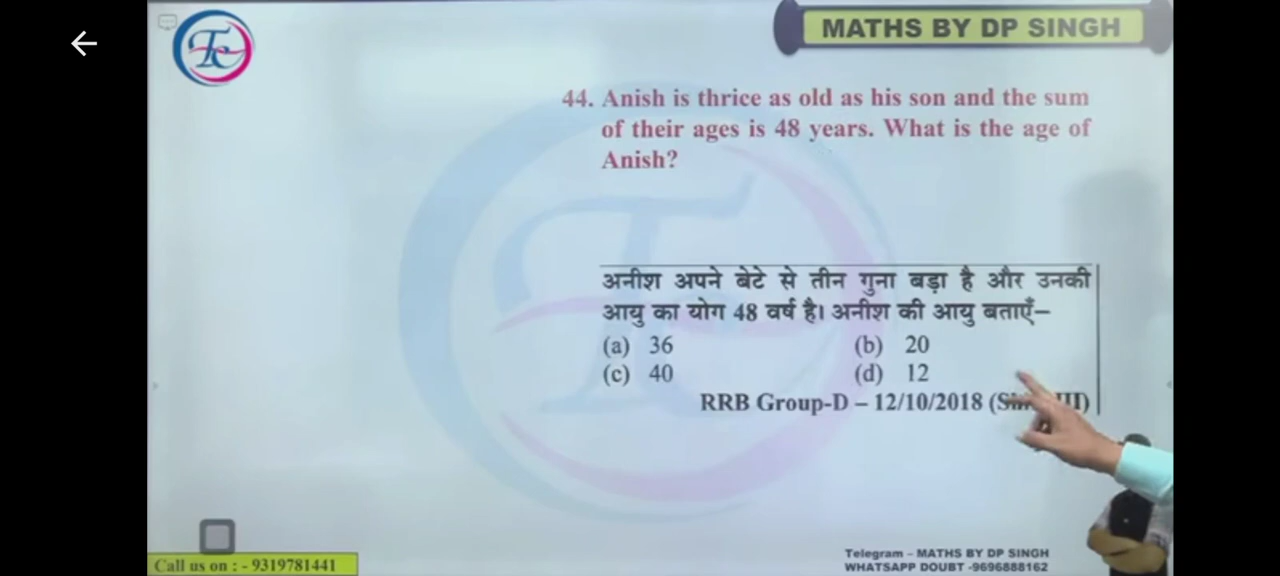 MATHS BY DP SINGH
44. Anish is thrice as old as his son and the sum
of their ages is 48 years. What is the age of
Anish?
अनीश अपने बेटे से तीन गुना बड़ा है और उनकी
आयु का योग 48 वर्ष है। अनीश की आयु बताएँ–
(a) 36 (b) 20
(c) 40 (d) 12
RRB Group-D – 12/10/2018 ( III)
Call us on : - 9319781441
Telegram – MATHS BY DP SINGH
WHATSAPP DOUBT -9696888162